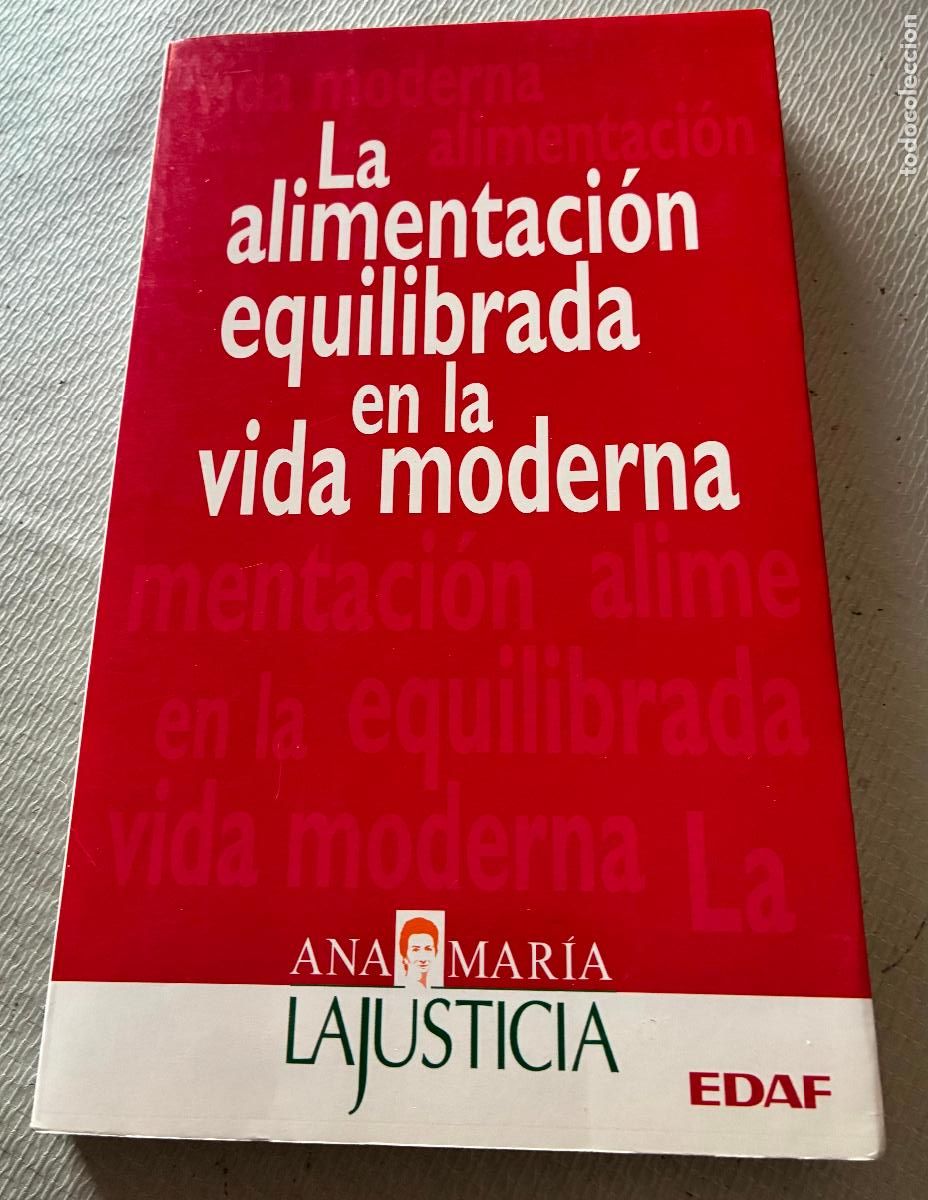 vida moderna
alimentación
La
alimentación
equilibrada
en la
vida moderna
mentación alime
en la equilibrada
vida moderna La
ANA MARÍA
LAJUSTICIA
EDAF
todocoleccion